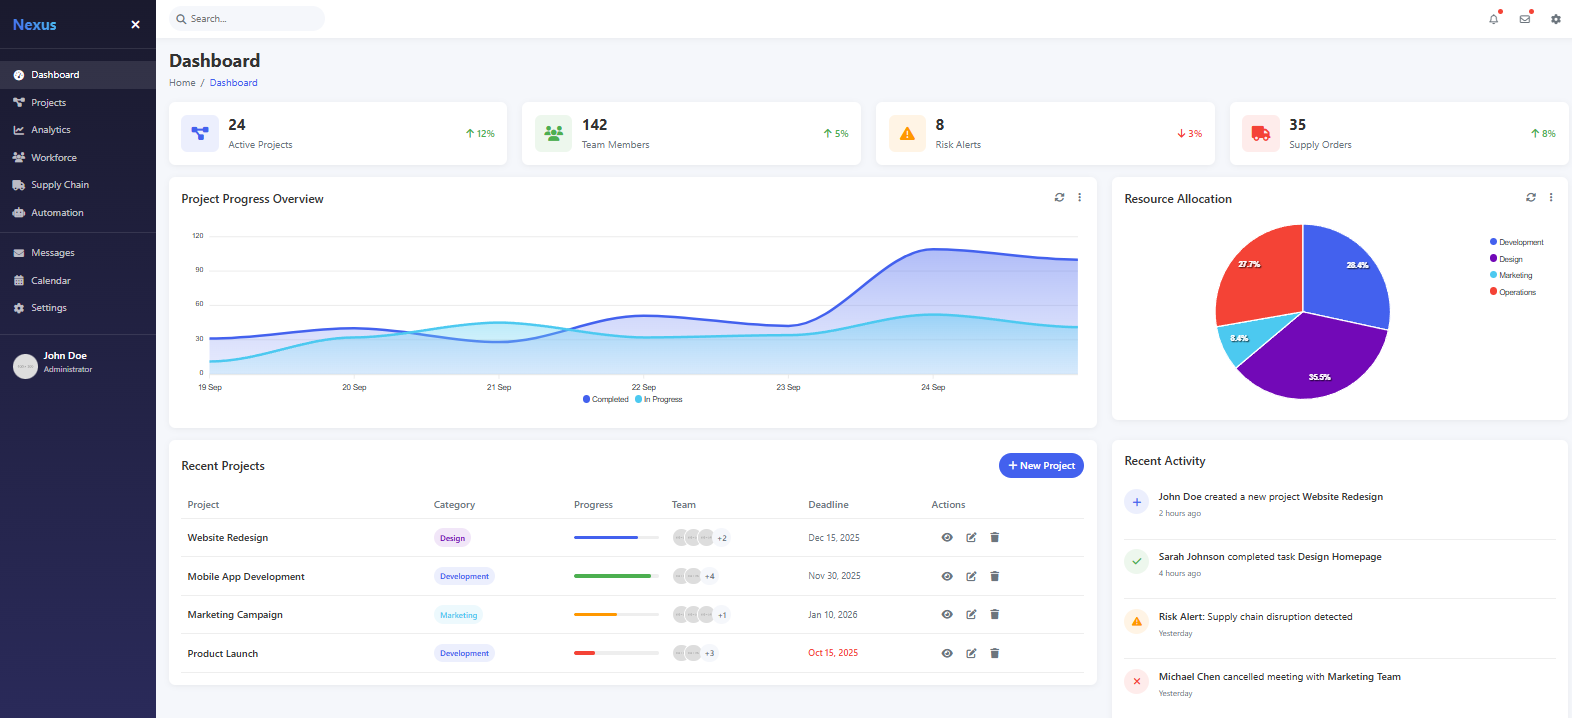 Nexus
Search...
Dashboard
Projects
Analytics
Workforce
Supply Chain
Automation
Messages
Calendar
Settings
John Doe
Administrator
Dashboard
Home / Dashboard
24
Active Projects
12%
142
Team Members
5%
8
Risk Alerts
3%
35
Supply Orders
8%
Project Progress Overview
120
90
60
30
0
19 Sep
20 Sep
21 Sep
22 Sep
23 Sep
24 Sep
Completed
In Progress
Resource Allocation
27.7%
28.4%
35.5%
Development
Design
Marketing
Operations
Recent Projects
+ New Project
Project Category Progress Team Deadline Actions
Website Redesign Design +2 Dec 15, 2025
Mobile App Development Development +4 Nov 30, 2025
Marketing Campaign Marketing +1 Jan 10, 2026
Product Launch Development +3 Oct 15, 2025
Recent Activity
John Doe created a new project Website Redesign
2 hours ago
Sarah Johnson completed task Design Homepage
4 hours ago
Risk Alert: Supply chain disruption detected
Yesterday
Michael Chen cancelled meeting with Marketing Team
Yesterday